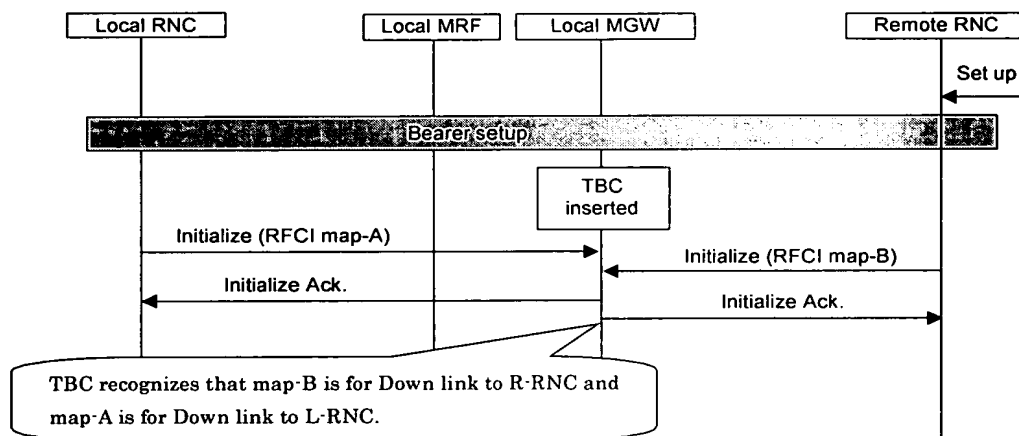 Local RNC
Local MRF
Local MGW
Remote RNC
Set up
Bearer setup
TBC
inserted
Initialize (RFCI map-A)
Initialize (RFCI map-B)
Initialize Ack.
Initialize Ack.
TBC recognizes that map-B is for Down link to R-RNC and
map-A is for Down link to L-RNC.